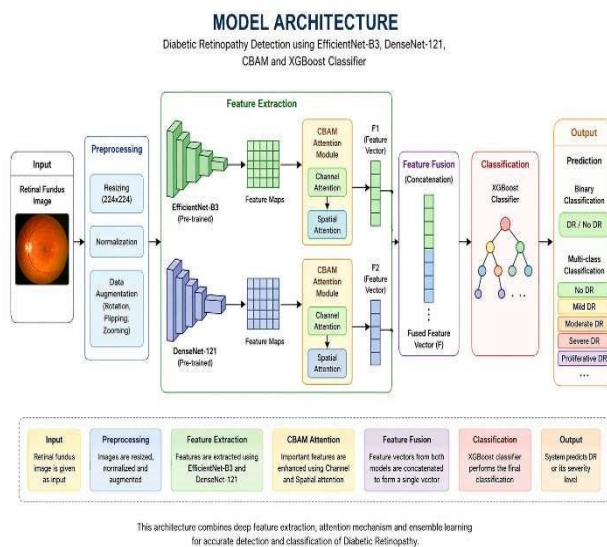 MODEL ARCHITECTURE
Diabetic Retinopathy Detection using EfficientNet-B3, DenseNet-121,
CBAM and XGBoost Classifier
Input
Retinal Fundus
Image
Preprocessing
Resizing
(224x224)
Normalization
Data
Augmentation
(Rotation,
Flipping,
Zooming)
Feature Extraction
EfficientNet-B3
(Pre-trained)
Feature Maps
CBAM
Attention
Module
Channel
Attention
Spatial
Attention
F1
(Feature
Vector)
DenseNet-121
(Pre-trained)
Feature Maps
CBAM
Attention
Module
Channel
Attention
Spatial
Attention
F2
(Feature
Vector)
Feature Fusion
(Concatenation)
Fused Feature
Vector (F)
Classification
XGBoost
Classifier
...
Output
Prediction
Binary
Classification
DR / No DR
Multi-class
Classification
No DR
Mild DR
Moderate DR
Severe DR
Proliferative DR
...
Input
Retinal fundus
image is given
as input
Preprocessing
Images are resized,
normalized and
augmented
Feature Extraction
Features are extracted using
EfficientNet-B3 and
DenseNet-121
CBAM Attention
Important features
are enhanced using Channel
and Spatial attention
Feature Fusion
Feature vectors from both
models are concatenated
to form a single vector
Classification
XGBoost classifier
performs the final
classification
Output
System predicts DR
or its severity
level
This architecture combines deep feature extraction, attention mechanism and ensemble learning
for accurate detection and classification of Diabetic Retinopathy.